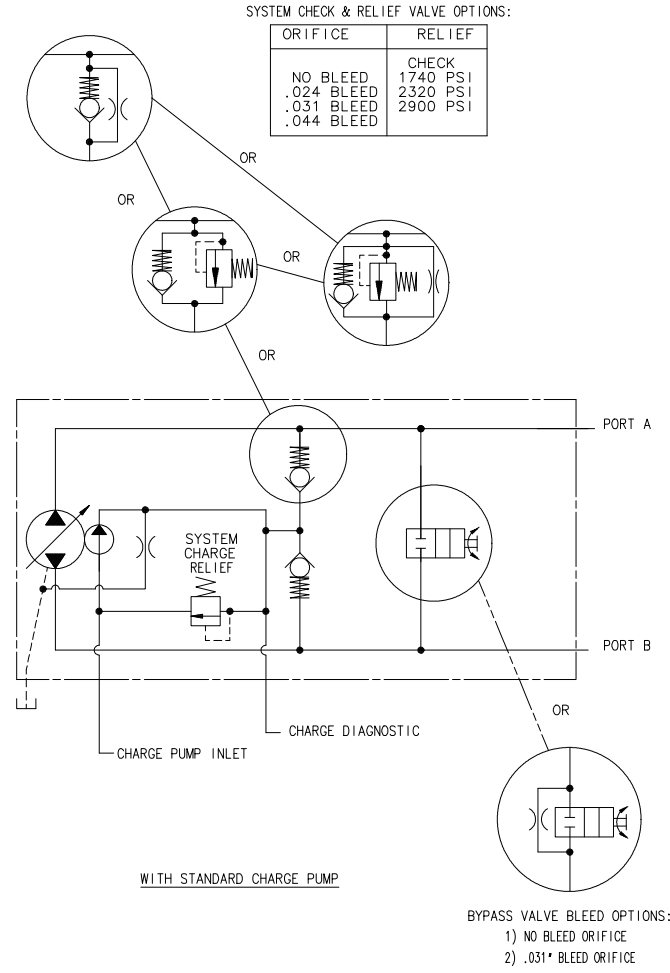 SYSTEM CHECK & RELIEF VALVE OPTIONS:
ORIFICE RELIEF
CHECK
NO BLEED 1740 PSI
.024 BLEED 2320 PSI
.031 BLEED 2900 PSI
.044 BLEED
OR
OR
OR
OR
PORT A
SYSTEM
CHARGE
RELIEF
PORT B
OR
CHARGE DIAGNOSTIC
CHARGE PUMP INLET
WITH STANDARD CHARGE PUMP
BYPASS VALVE BLEED OPTIONS:
1) NO BLEED ORIFICE
2) .031" BLEED ORIFICE